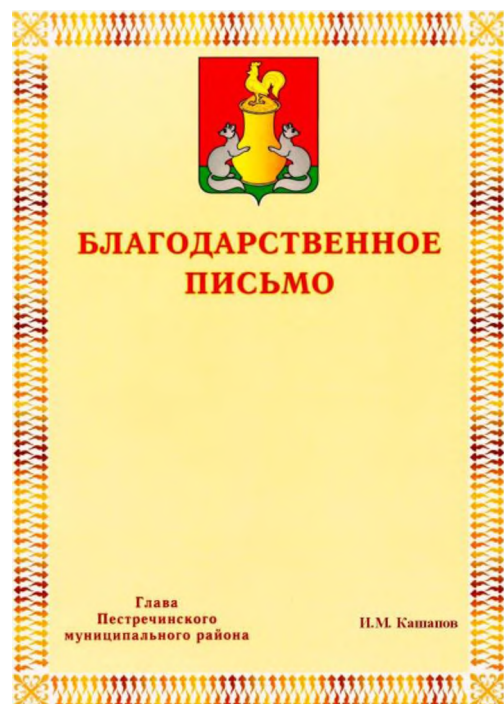 БЛАГОДАРСТВЕННОЕ
ПИСЬМО
Глава
Пестречинского
муниципального района
И.М. Кашапов